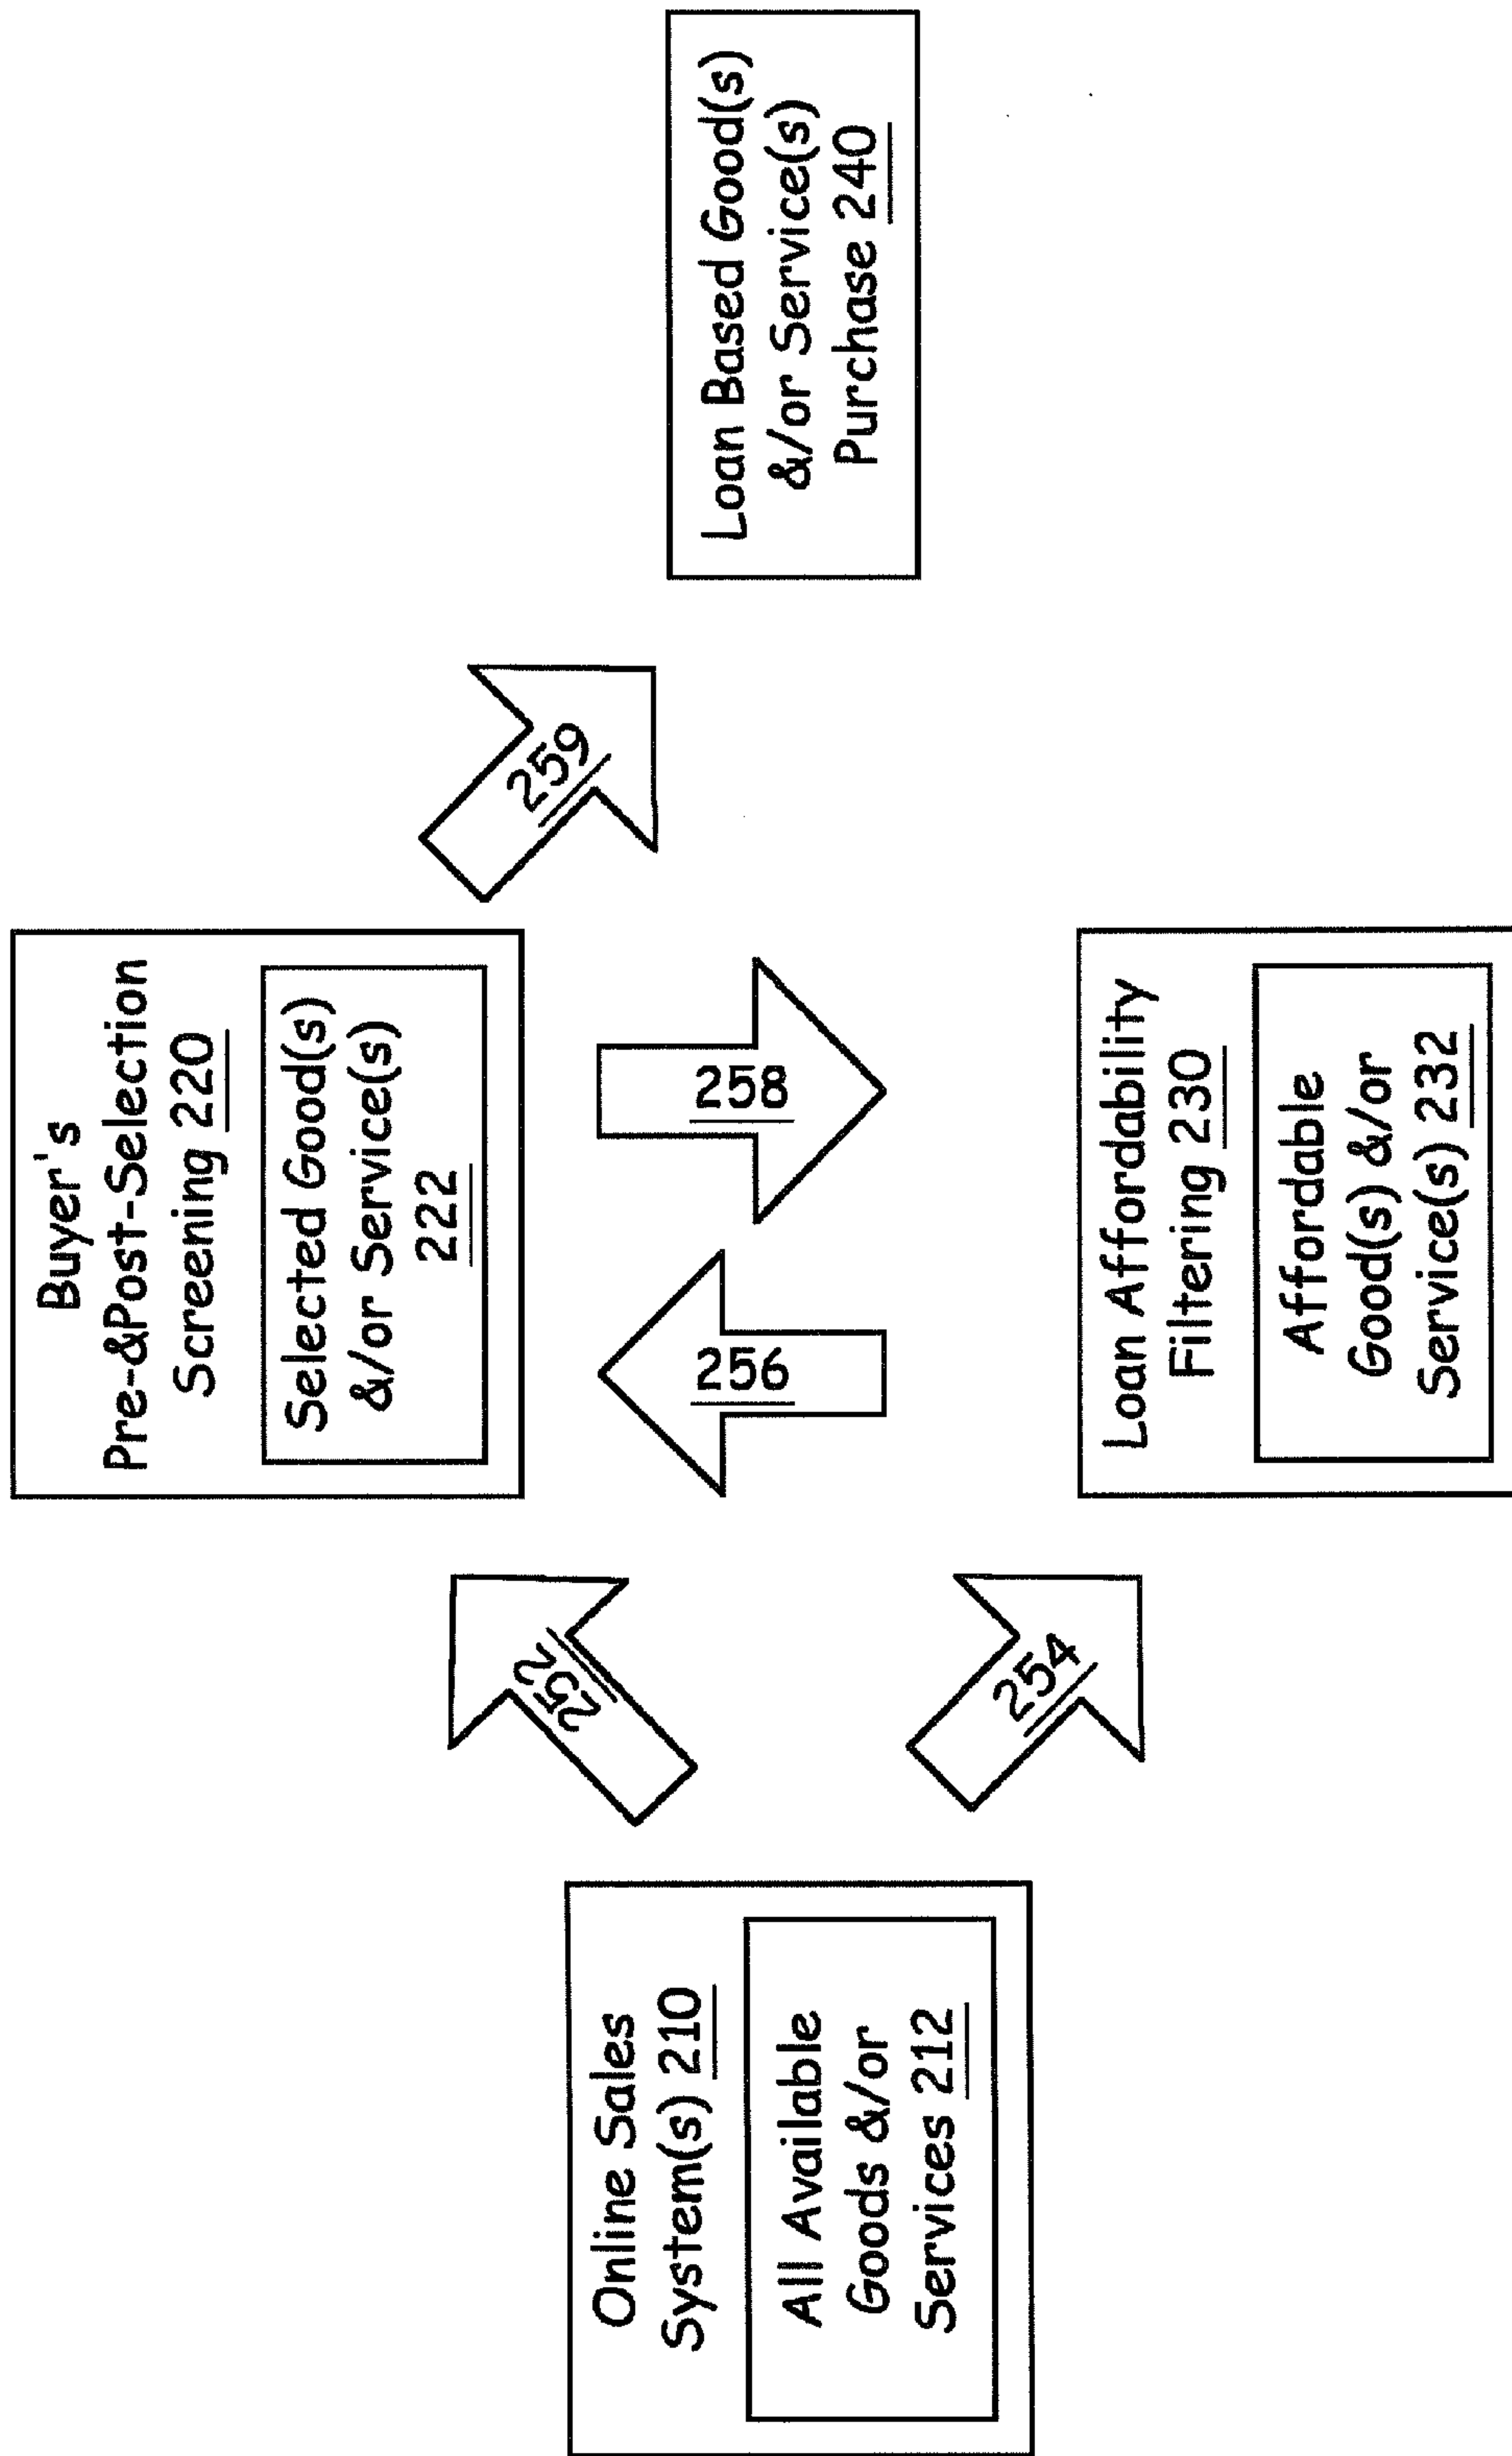 Online Sales
System(s) 210
All Available
Goods &/or
Services 212
252
254
Buyer's
Pre-&Post-Selection
Screening 220
Selected Good(s)
&/or Service(s)
222
256
258
Loan Affordability
Filtering 230
Affordable
Good(s) &/or
Service(s) 232
259
Loan Based Good(s)
&/or Service(s)
Purchase 240